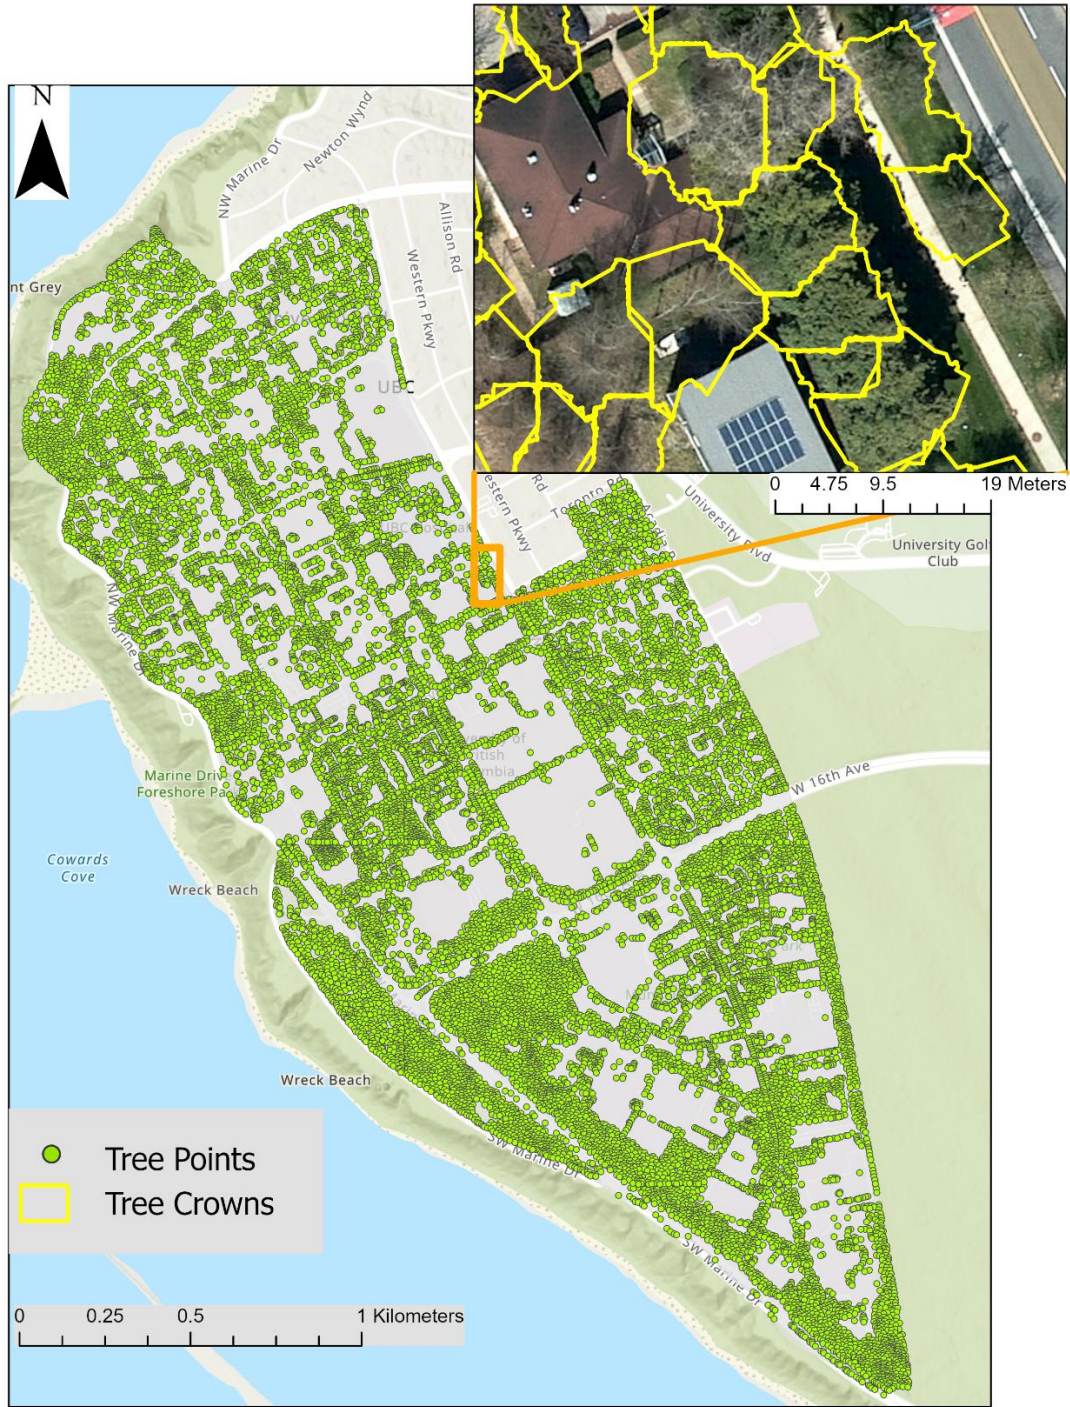 N
NW Marine Dr
Newton Wynd
Allison Rd
Western Pkwy
nt Grey
UBC
0 4.75 9.5 19 Meters
Rd
Toronto Rd
estern Pkwy
University Blvd
University Golf
Club
NW Marine Dr
W 16th Ave
Marine Driv
Foreshore Pa
Cowards
Cove
Wreck Beach
Wreck Beach
SW Marine Dr
Tree Points
Tree Crowns
SW Marine Dr
0 0.25 0.5 1 Kilometers